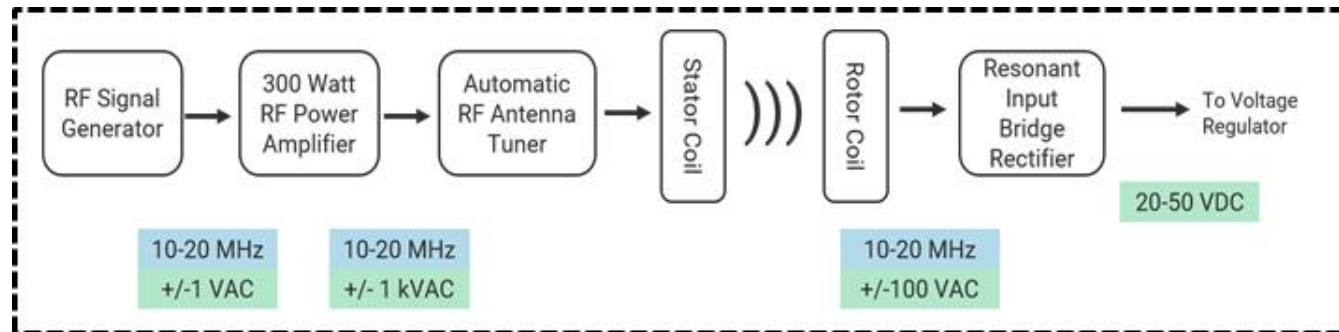 RF Signal
Generator
300 Watt
RF Power
Amplifier
Automatic
RF Antenna
Tuner
Stator Coil
Rotor Coil
Resonant
Input
Bridge
Rectifier
To Voltage
Regulator
20-50 VDC
10-20 MHz
+/-1 VAC
10-20 MHz
+/- 1 kVAC
10-20 MHz
+/-100 VAC